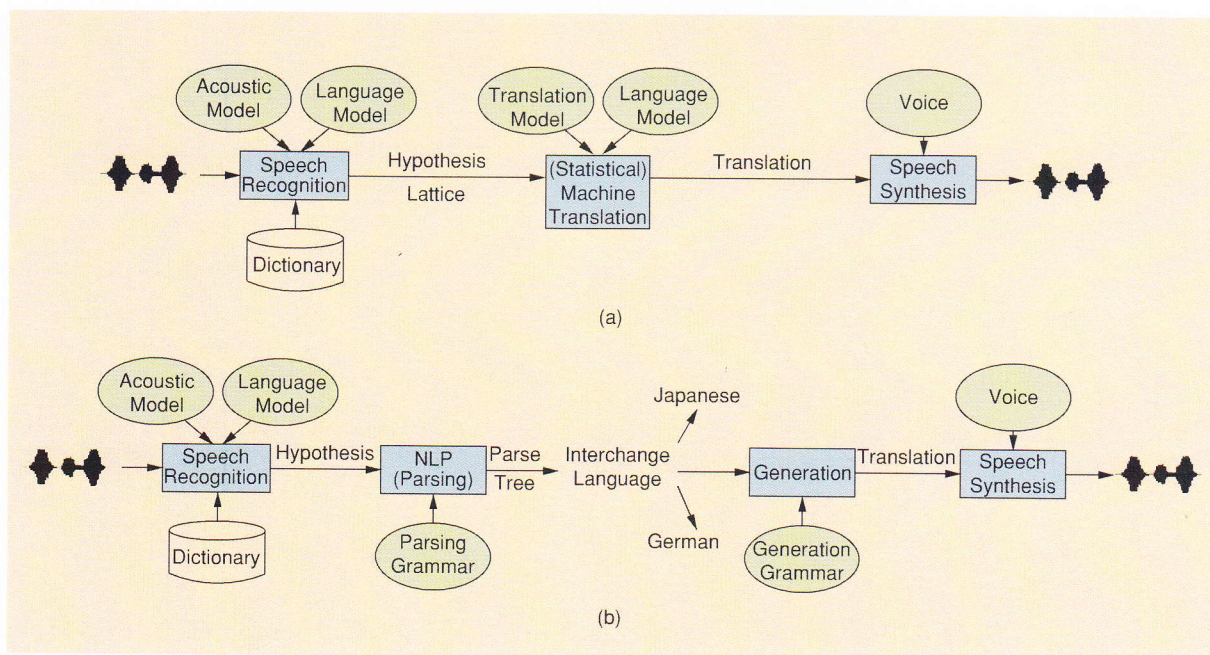 Acoustic
Model
Language
Model
Translation
Model
Language
Model
Voice
Speech
Recognition
Hypothesis
Lattice
(Statistical)
Machine
Translation
Translation
Speech
Synthesis
Dictionary
(a)
Acoustic
Model
Language
Model
Japanese
Voice
Speech
Recognition
Hypothesis
NLP
(Parsing)
Parse
Tree
Interchange
Language
Generation
Translation
Speech
Synthesis
Dictionary
Parsing
Grammar
German
Generation
Grammar
(b)